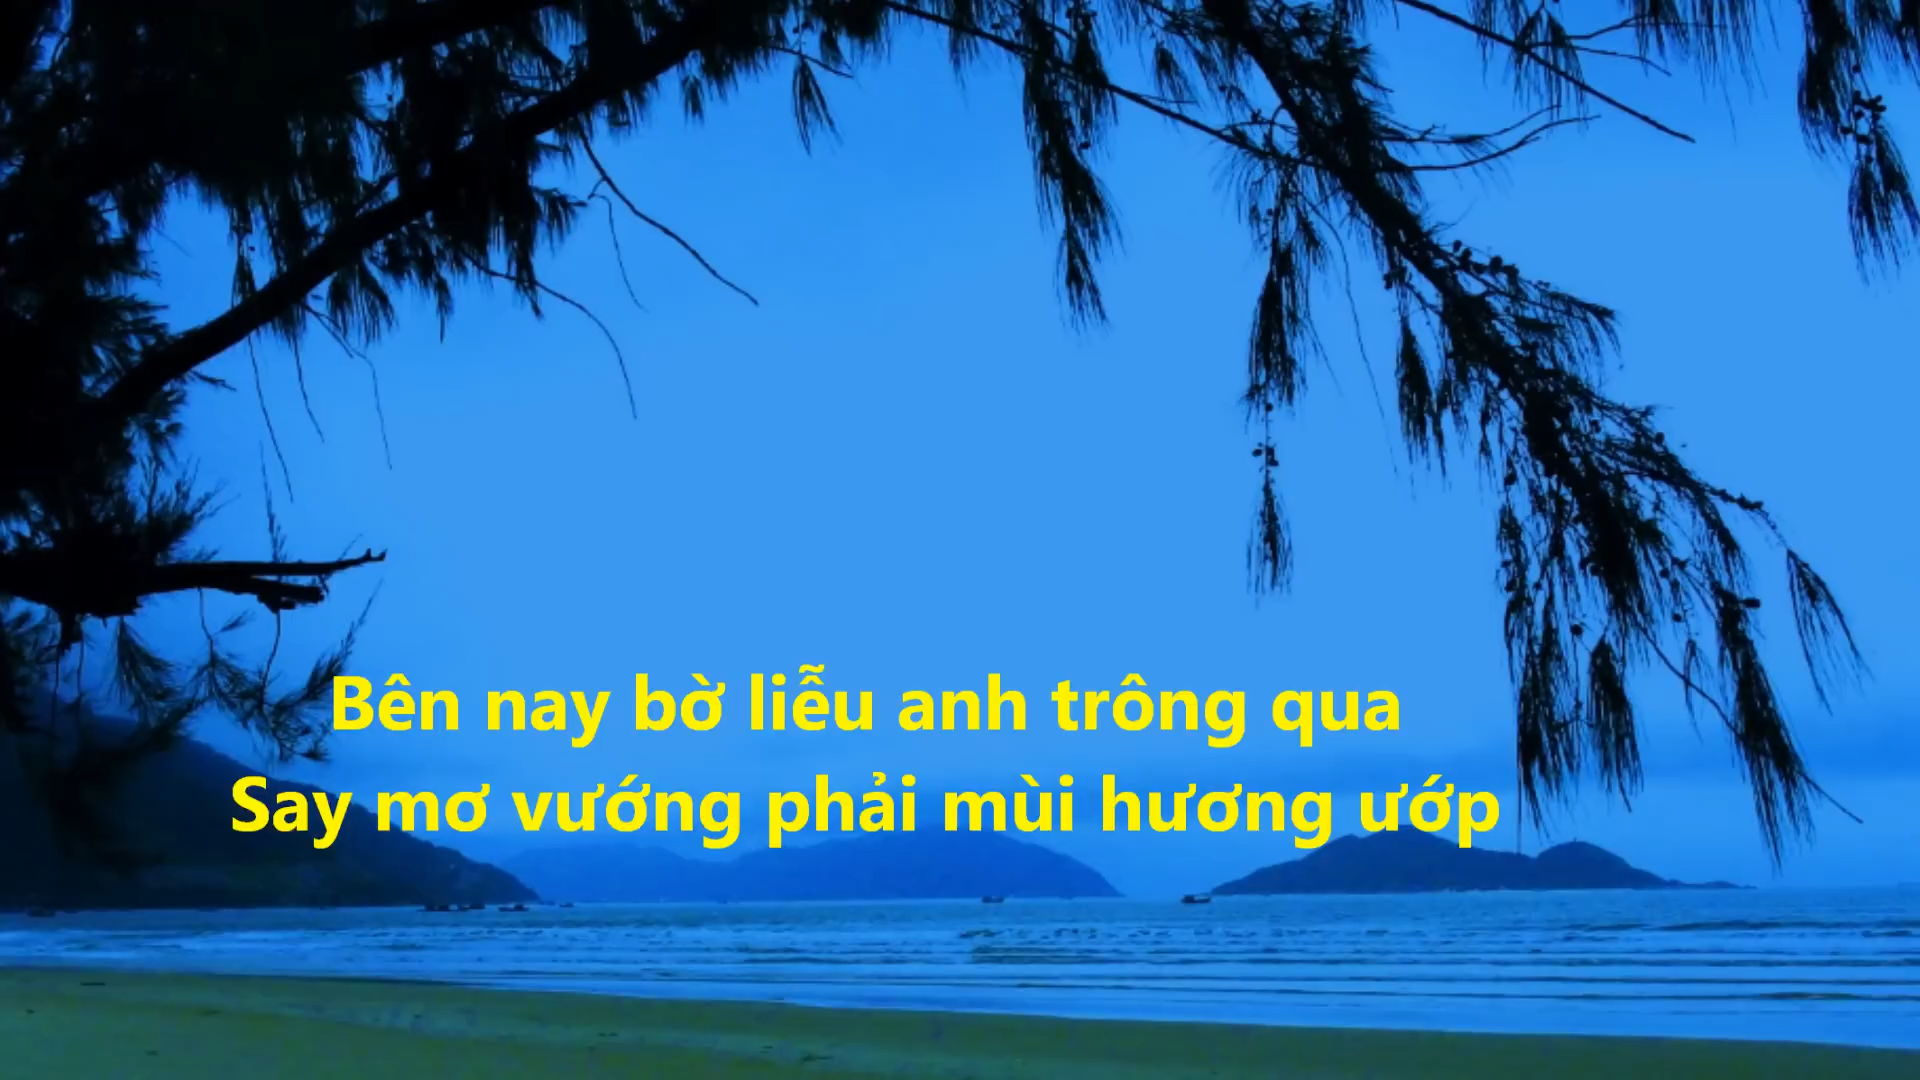 Bên nay bờ liễu anh trông qua
Say mơ vướng phải mùi hương ướp